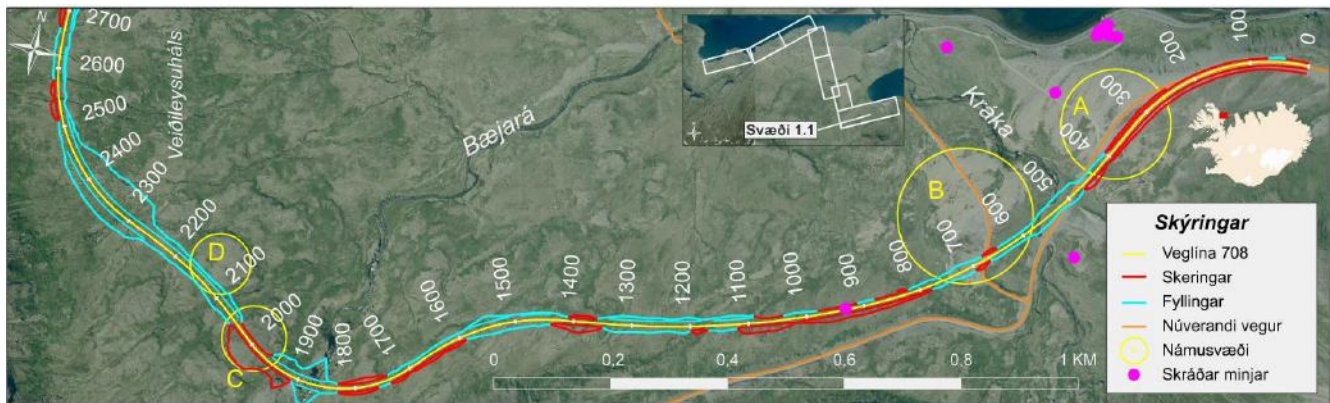 N
2700
2600
2500
2400
2300
2200
2100
2000
1900
1800
1700
1600
1500
1400
1300
1200
1100
1000
900
800
700
600
500
400
300
200
100
0
Veiðileysuháls
Bæjará
Kráka
A
B
C
D
Svæði 1.1
0
0,2
0,4
0,6
0,8
1 KM
Skýringar
Veglína 708
Skeringar
Fyllingar
Núverandi vegur
Námusvæði
Skráðar minjar